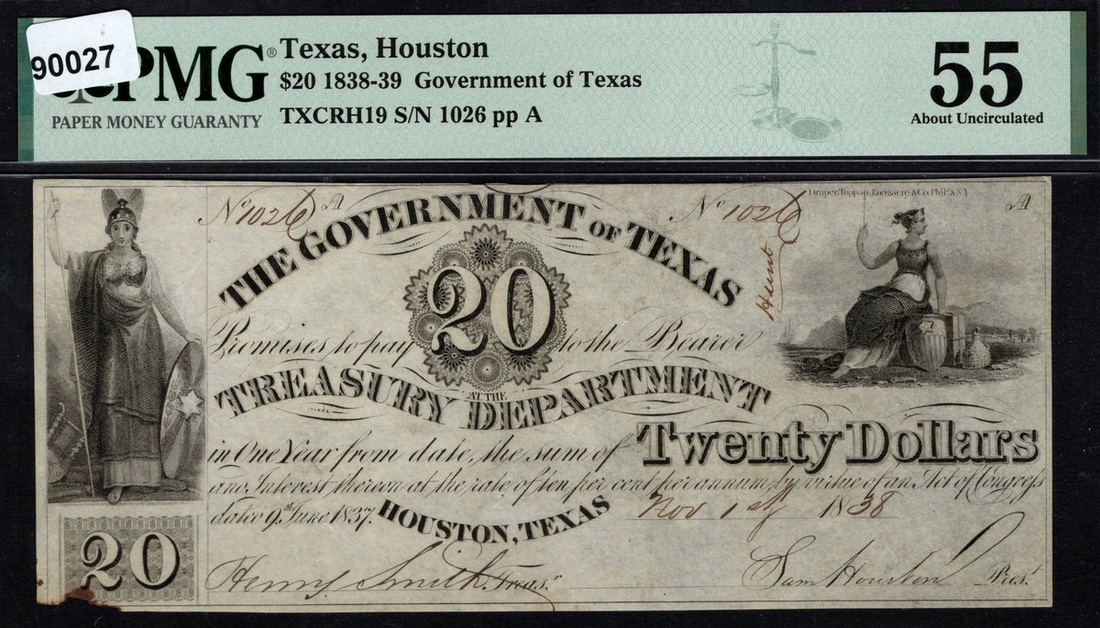 90027
PMG®
PAPER MONEY GUARANTY
Texas, Houston
$20 1838-39 Government of Texas
TXCRH19 S/N 1026 pp A
55
About Uncirculated
No 1026 A
No 1026 A
Hunt
Draper, Toppan, Longacre & Co. Phila. & N.Y.
THE GOVERNMENT OF TEXAS
20
Promises to pay to the Bearer
AT THE
TREASURY DEPARTMENT
in One Year from date, the sum of Twenty Dollars
and Interest thereon at the rate of ten per cent per annum, by virtue of an Act of Congress
dated 9th June 1837. HOUSTON, TEXAS Nov 1st 1838
20
Henry Smith Treasr
Sam Houston Prest